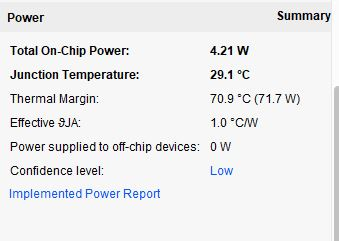 Power Summary
Total On-Chip Power: 4.21 W
Junction Temperature: 29.1 °C
Thermal Margin: 70.9 °C (71.7 W)
Effective ϑJA: 1.0 °C/W
Power supplied to off-chip devices: 0 W
Confidence level: Low
Implemented Power Report